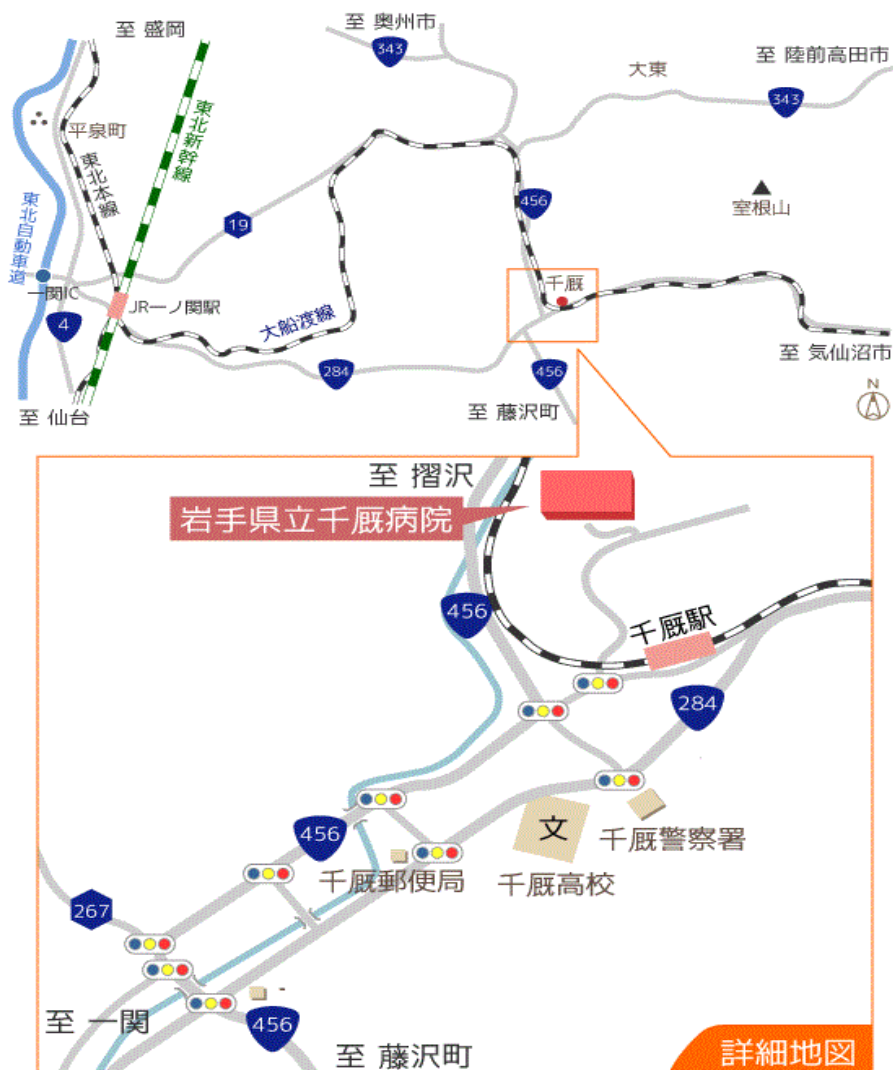 至 盛岡
至 奥州市
343
大東
至 陸前高田市
343
東北新幹線
平泉町
東北本線
456
室根山
19
東北自動車道
千厩
一関IC
JR一ノ関駅
4
大船渡線
至 気仙沼市
284
456
N
至 藤沢町
至 仙台
至 摺沢
岩手県立千厩病院
456
千厩駅
284
456
文
千厩警察署
千厩郵便局
千厩高校
267
至 一関
456
至 藤沢町
詳細地図